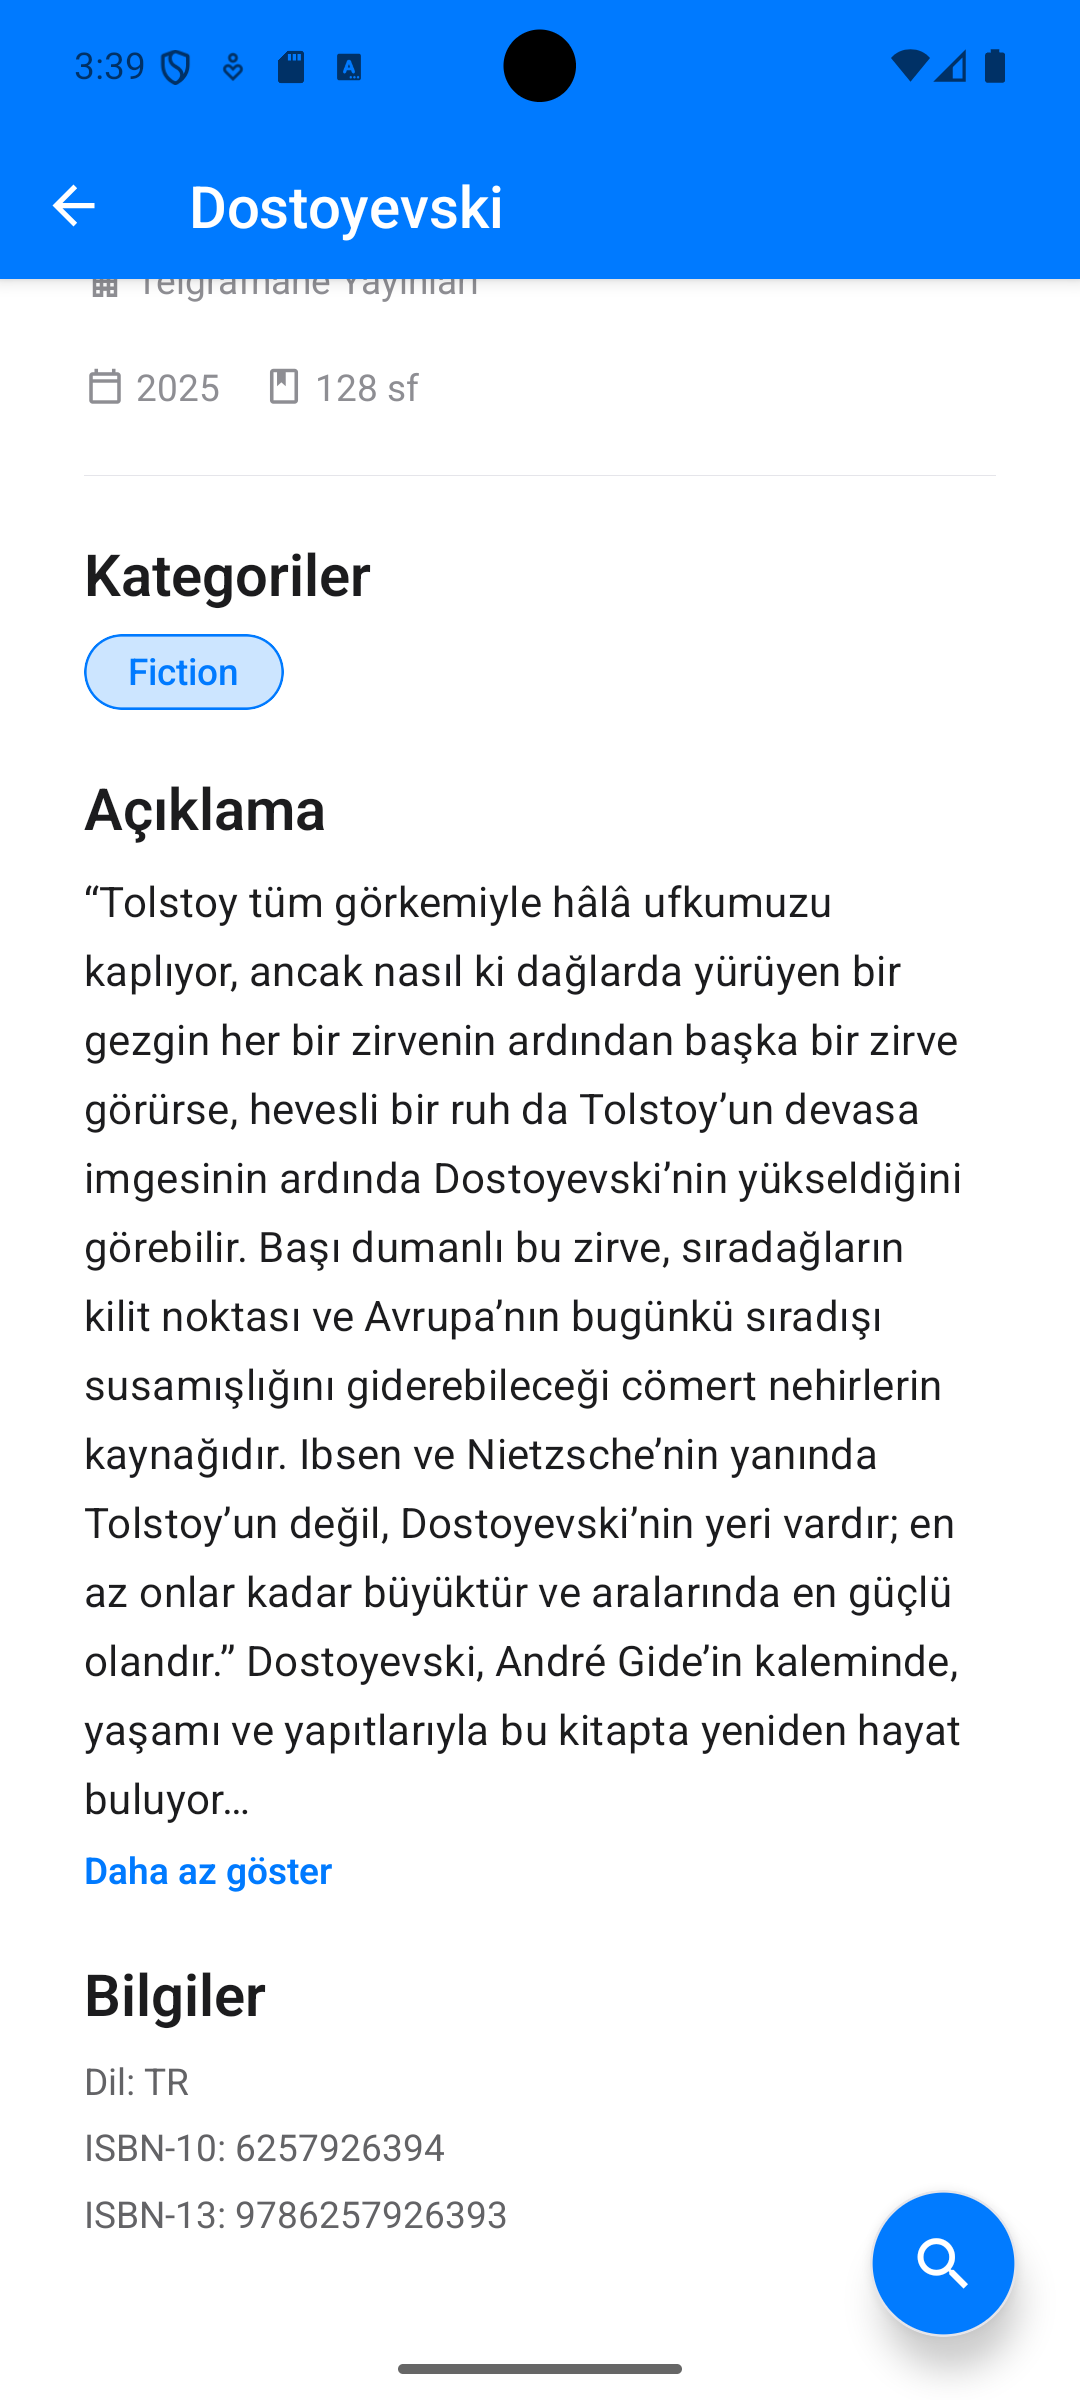 3:39
Dostoyevski
Telgrafhane Yayınları
2025 128 sf
Kategoriler
Fiction
Açıklama
“Tolstoy tüm görkemiyle hâlâ ufkumuzu
kaplıyor, ancak nasıl ki dağlarda yürüyen bir
gezgin her bir zirvenin ardından başka bir zirve
görürse, hevesli bir ruh da Tolstoy’un devasa
imgesinin ardında Dostoyevski’nin yükseldiğini
görebilir. Başı dumanlı bu zirve, sıradağların
kilit noktası ve Avrupa’nın bugünkü sıradışı
susamışlığını giderebileceği cömert nehirlerin
kaynağıdır. Ibsen ve Nietzsche’nin yanında
Tolstoy’un değil, Dostoyevski’nin yeri vardır; en
az onlar kadar büyüktür ve aralarında en güçlü
olandır.” Dostoyevski, André Gide’in kaleminde,
yaşamı ve yapıtlarıyla bu kitapta yeniden hayat
buluyor…
Daha az göster
Bilgiler
Dil: TR
ISBN-10: 6257926394
ISBN-13: 9786257926393